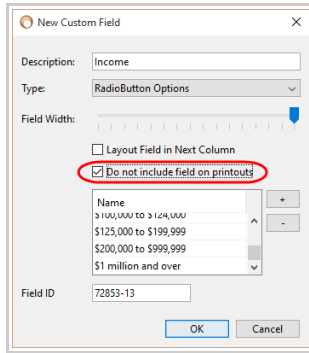 New Custom Field
Description: Income
Type: RadioButton Options
Field Width:
Layout Field in Next Column
Do not include field on printouts
Name
$100,000 to $124,000
$125,000 to $199,999
$200,000 to $999,999
$1 million and over
+
-
Field ID 72853-13
OK Cancel